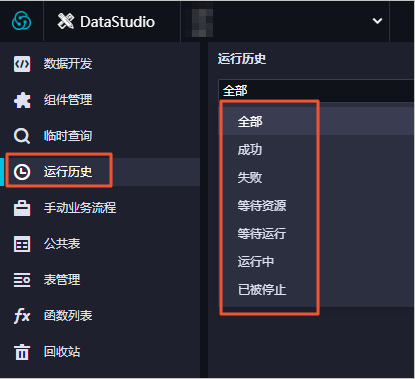 DataStudio
数据开发
组件管理
临时查询
运行历史
手动业务流程
公共表
表管理
fx 函数列表
回收站
运行历史
全部
全部
成功
失败
等待资源
等待运行
运行中
已被停止